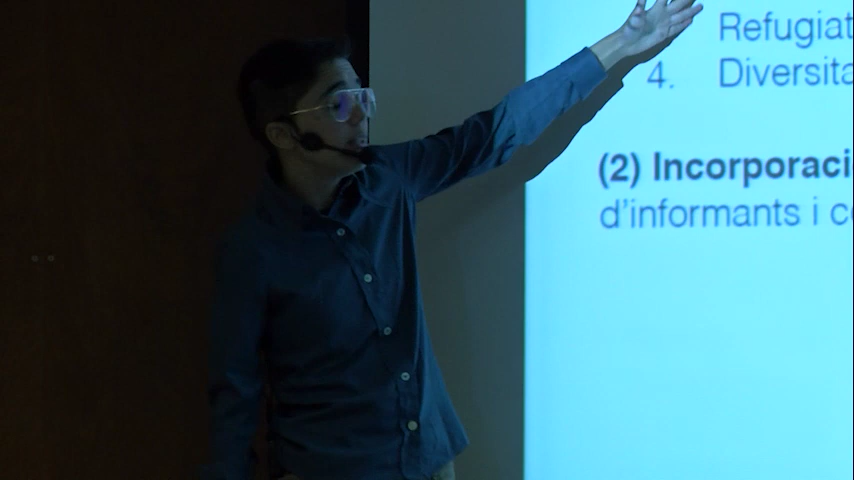 Refugiat
4. Diversita
(2) Incorporaci
d'informants i c